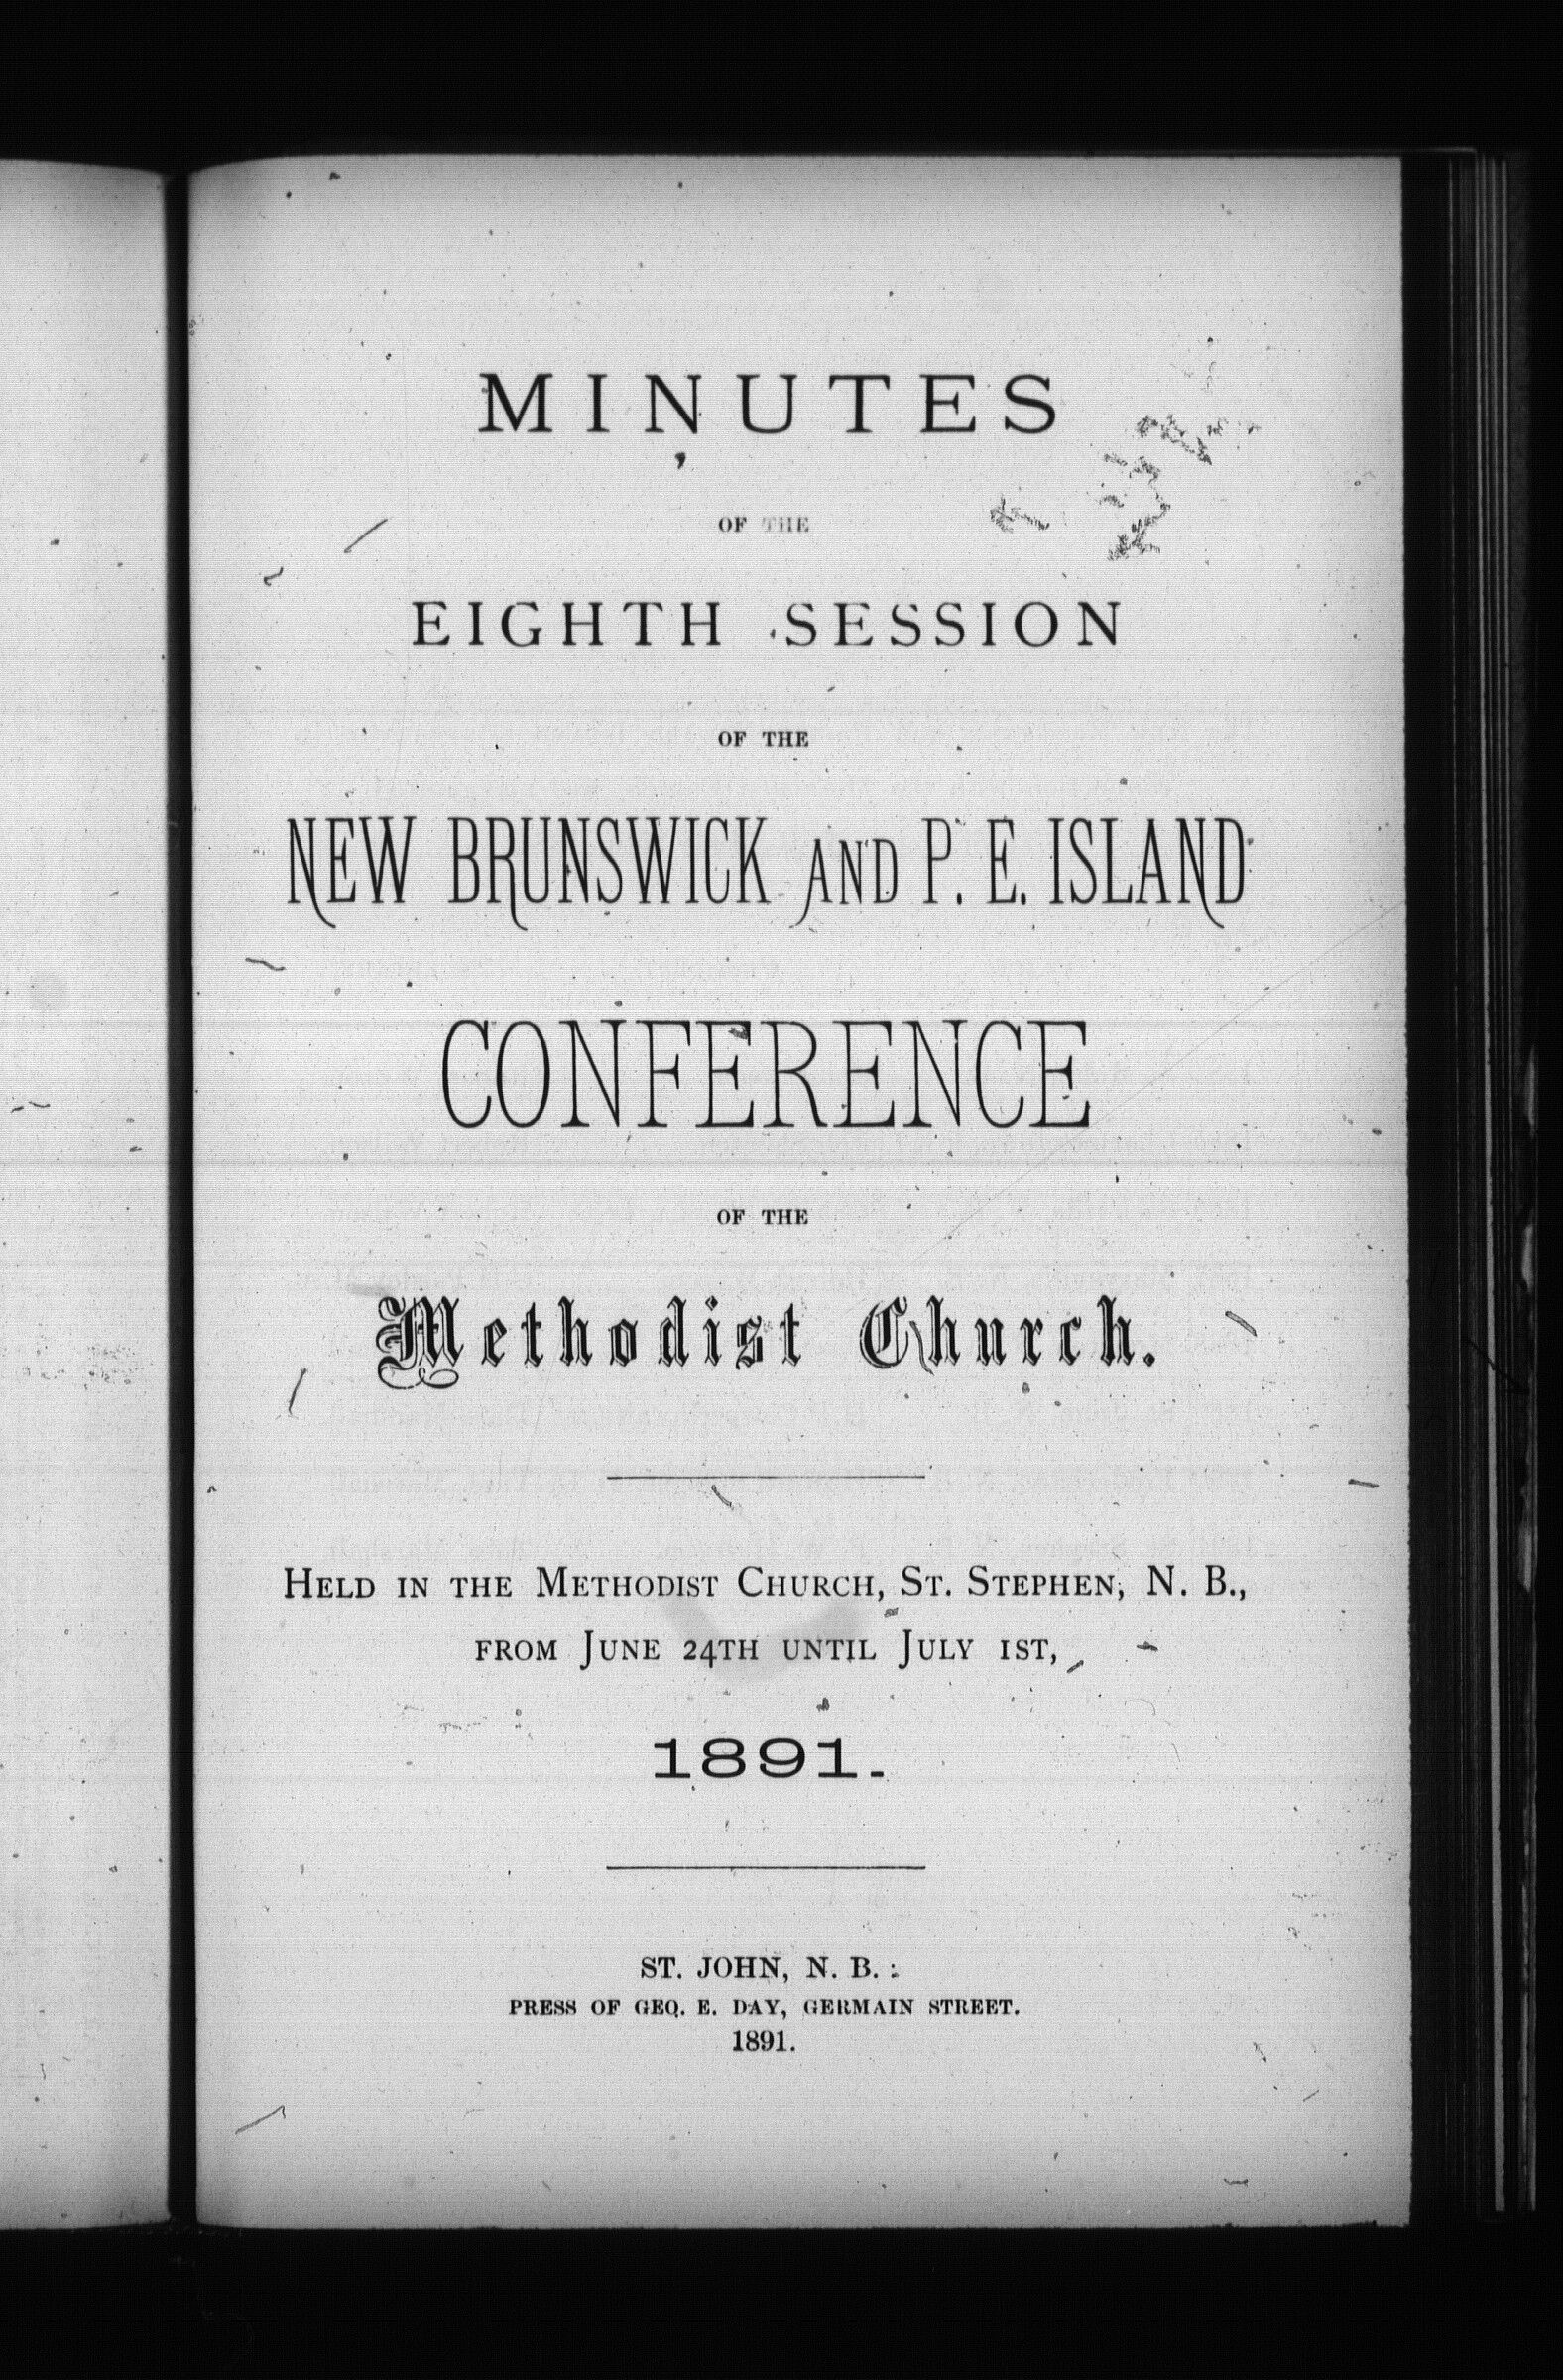 MINUTES
OF THE
EIGHTH SESSION
OF THE
NEW BRUNSWICK AND P. E. ISLAND
CONFERENCE
OF THE
Methodist Church.
HELD IN THE METHODIST CHURCH, ST. STEPHEN, N. B.,
FROM JUNE 24TH UNTIL JULY 1ST,
1891.
ST. JOHN, N. B.:
PRESS OF GEO. E. DAY, GERMAIN STREET.
1891.